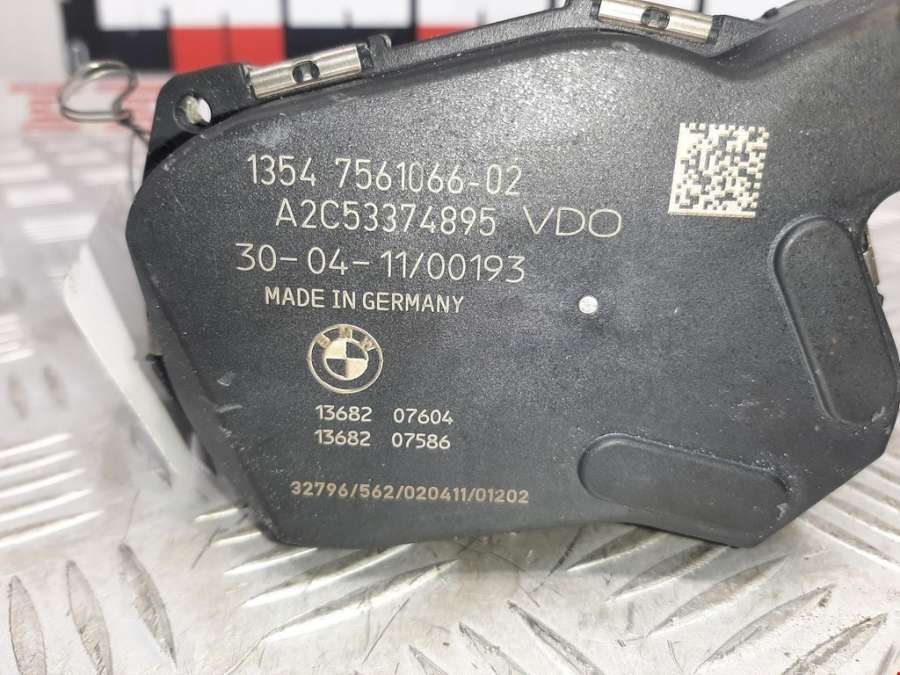 1354 7561066-02
A2C53374895 VDO
30-04-11/00193
MADE IN GERMANY
BMW
13682 07604
13682 07586
32796/562/020411/01202